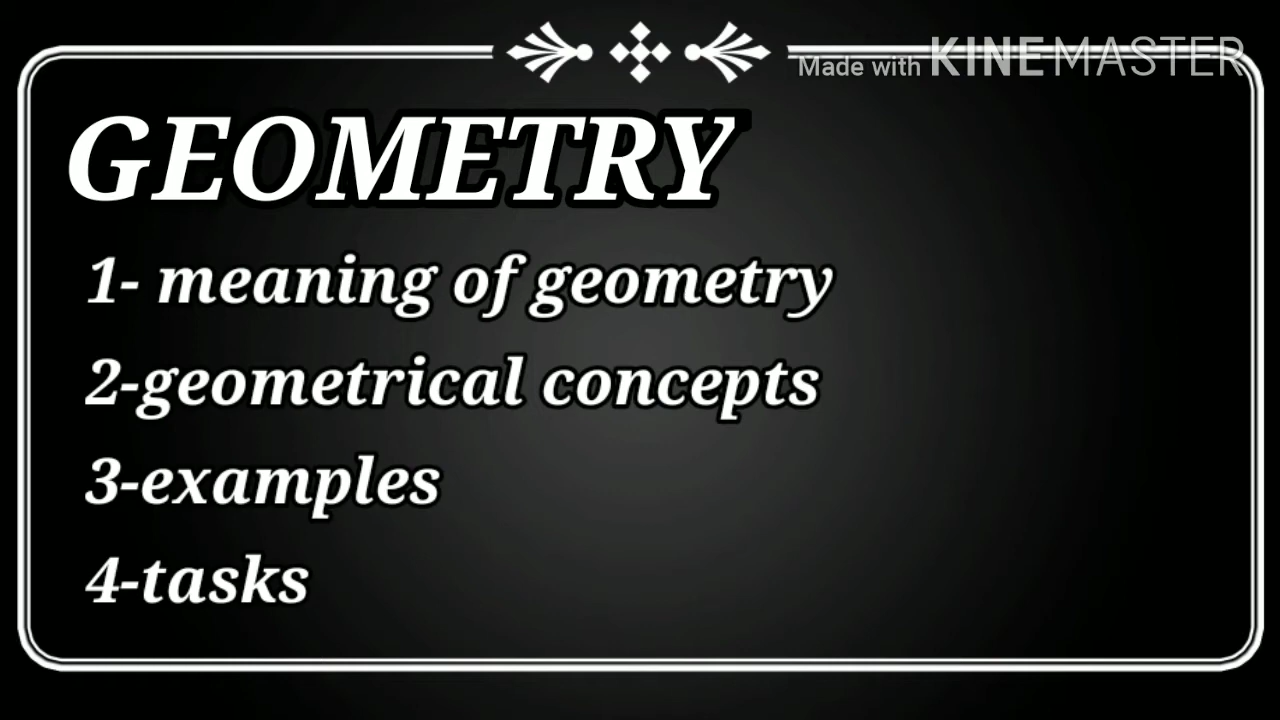 Made with KINEMASTER
GEOMETRY
1- meaning of geometry
2-geometrical concepts
3-examples
4-tasks